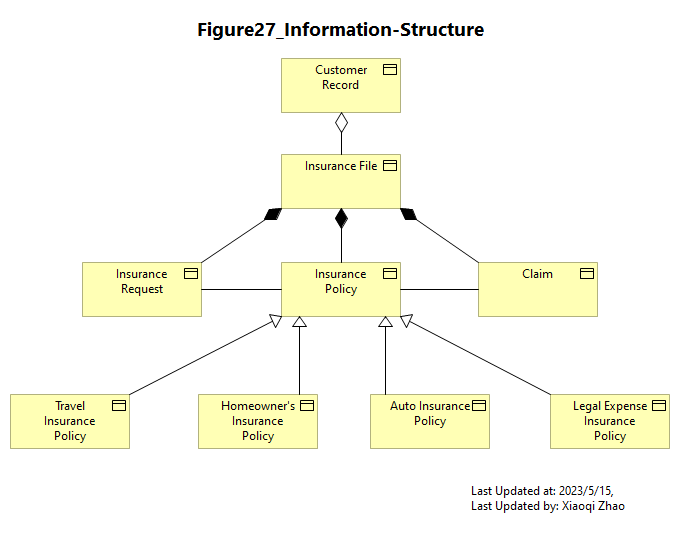 Figure27_Information-Structure
Customer
Record
Insurance File
Insurance
Request
Insurance
Policy
Claim
Travel
Insurance
Policy
Homeowner's
Insurance
Policy
Auto Insurance
Policy
Legal Expense
Insurance
Policy
Last Updated at: 2023/5/15,
Last Updated by: Xiaoqi Zhao